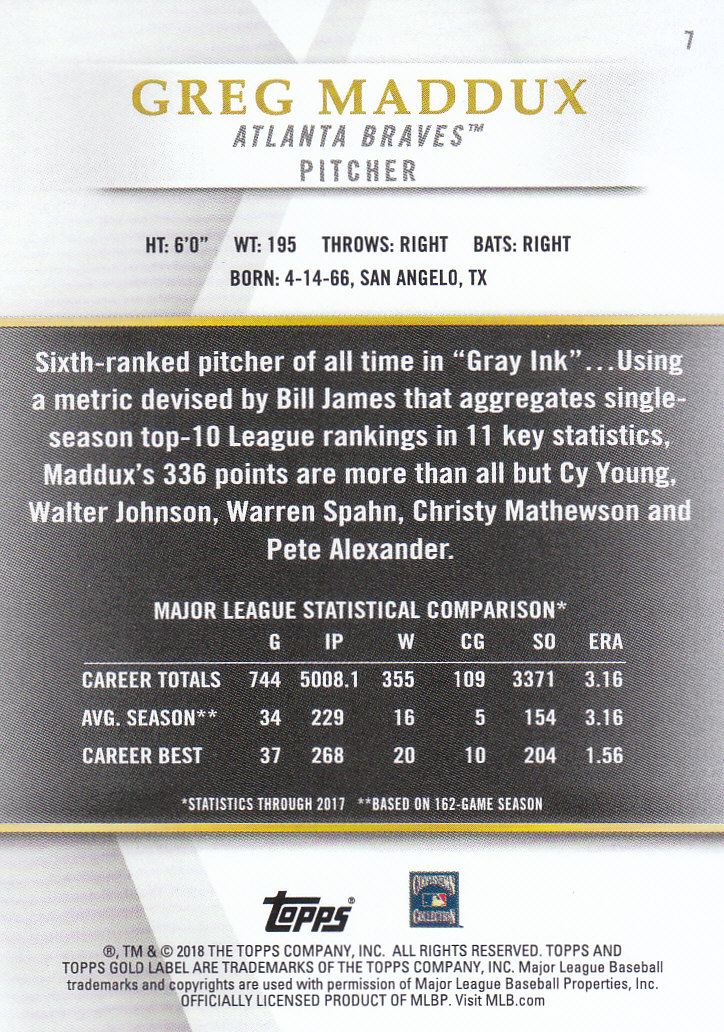 7
GREG MADDUX
ATLANTA BRAVES™
PITCHER
HT: 6'0" WT: 195 THROWS: RIGHT BATS: RIGHT
BORN: 4-14-66, SAN ANGELO, TX
Sixth-ranked pitcher of all time in “Gray Ink”...Using
a metric devised by Bill James that aggregates single-
season top-10 League rankings in 11 key statistics,
Maddux's 336 points are more than all but Cy Young,
Walter Johnson, Warren Spahn, Christy Mathewson and
Pete Alexander.
MAJOR LEAGUE STATISTICAL COMPARISON*
G IP W CG SO ERA
CAREER TOTALS 744 5008.1 355 109 3371 3.16
AVG. SEASON** 34 229 16 5 154 3.16
CAREER BEST 37 268 20 10 204 1.56
*STATISTICS THROUGH 2017 **BASED ON 162-GAME SEASON
Topps®
COOPERSTOWN
COLLECTION
®, TM & © 2018 THE TOPPS COMPANY, INC. ALL RIGHTS RESERVED. TOPPS AND
TOPPS GOLD LABEL ARE TRADEMARKS OF THE TOPPS COMPANY, INC. Major League Baseball
trademarks and copyrights are used with permission of Major League Baseball Properties, Inc.
OFFICIALLY LICENSED PRODUCT OF MLBP. Visit MLB.com